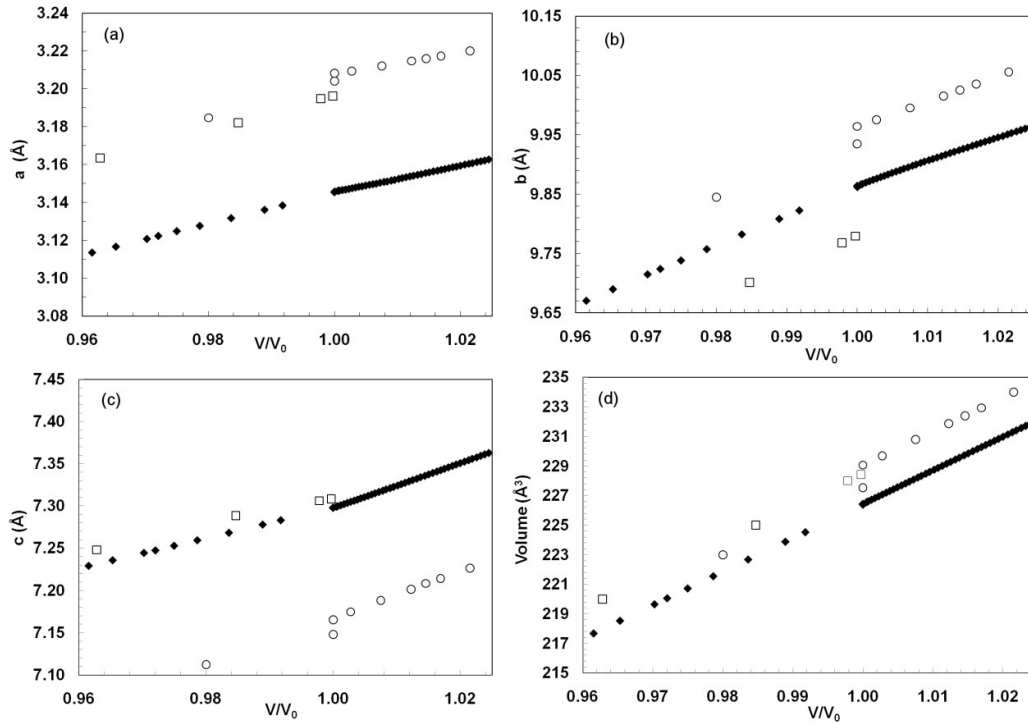 (a)
a (Å)
3.24
3.22
3.20
3.18
3.16
3.14
3.12
3.10
3.08
0.96 0.98 1.00 1.02
V/V₀
(b)
b (Å)
10.15
10.05
9.95
9.85
9.75
9.65
0.96 0.97 0.98 0.99 1.00 1.01 1.02
V/V₀
(c)
c (Å)
7.45
7.40
7.35
7.30
7.25
7.20
7.15
7.10
0.96 0.98 1.00 1.02
V/V₀
(d)
Volume (Å³)
235
233
231
229
227
225
223
221
219
217
215
0.96 0.97 0.98 0.99 1.00 1.01 1.02
V/V₀